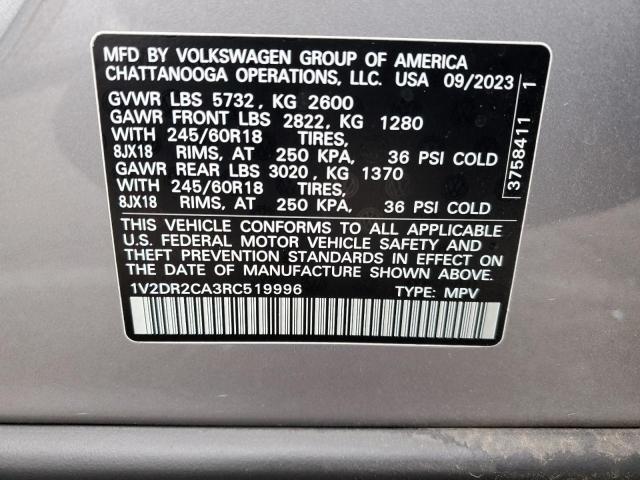 MFD BY VOLKSWAGEN GROUP OF AMERICA
CHATTANOOGA OPERATIONS, LLC. USA 09/2023
GVWR LBS 5732, KG 2600
GAWR FRONT LBS 2822, KG 1280
WITH 245/60R18 TIRES,
8JX18 RIMS, AT 250 KPA, 36 PSI COLD
GAWR REAR LBS 3020, KG 1370
WITH 245/60R18 TIRES,
8JX18 RIMS, AT 250 KPA, 36 PSI COLD
THIS VEHICLE CONFORMS TO ALL APPLICABLE
U.S. FEDERAL MOTOR VEHICLE SAFETY AND
THEFT PREVENTION STANDARDS IN EFFECT ON
THE DATE OF MANUFACTURE SHOWN ABOVE.
1V2DR2CA3RC519996 TYPE: MPV
3758411 1